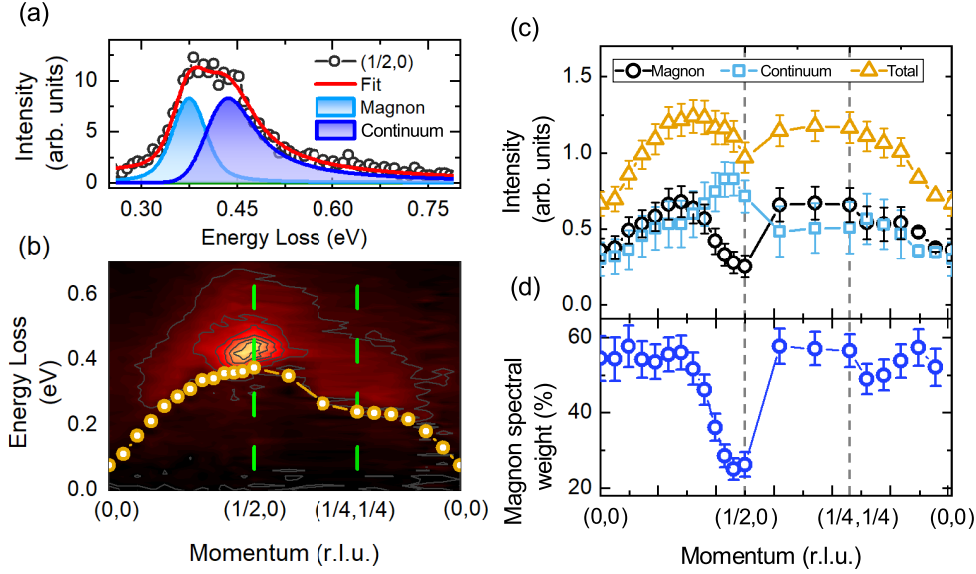 (a)
Intensity
(arb. units)
10
5
0
(1/2,0)
Fit
Magnon
Continuum
0.30
0.45
0.60
0.75
Energy Loss (eV)
(b)
Energy Loss
(eV)
0.6
0.4
0.2
0.0
(0,0)
(1/2,0)
(1/4,1/4)
(0,0)
Momentum (r.l.u.)
(c)
Intensity
(arb. units)
1.5
1.0
0.5
0.0
Magnon
Continuum
Total
(d)
Magnon spectral
weight (%)
60
40
20
(0,0)
(1/2,0)
(1/4,1/4)
(0,0)
Momentum (r.l.u.)